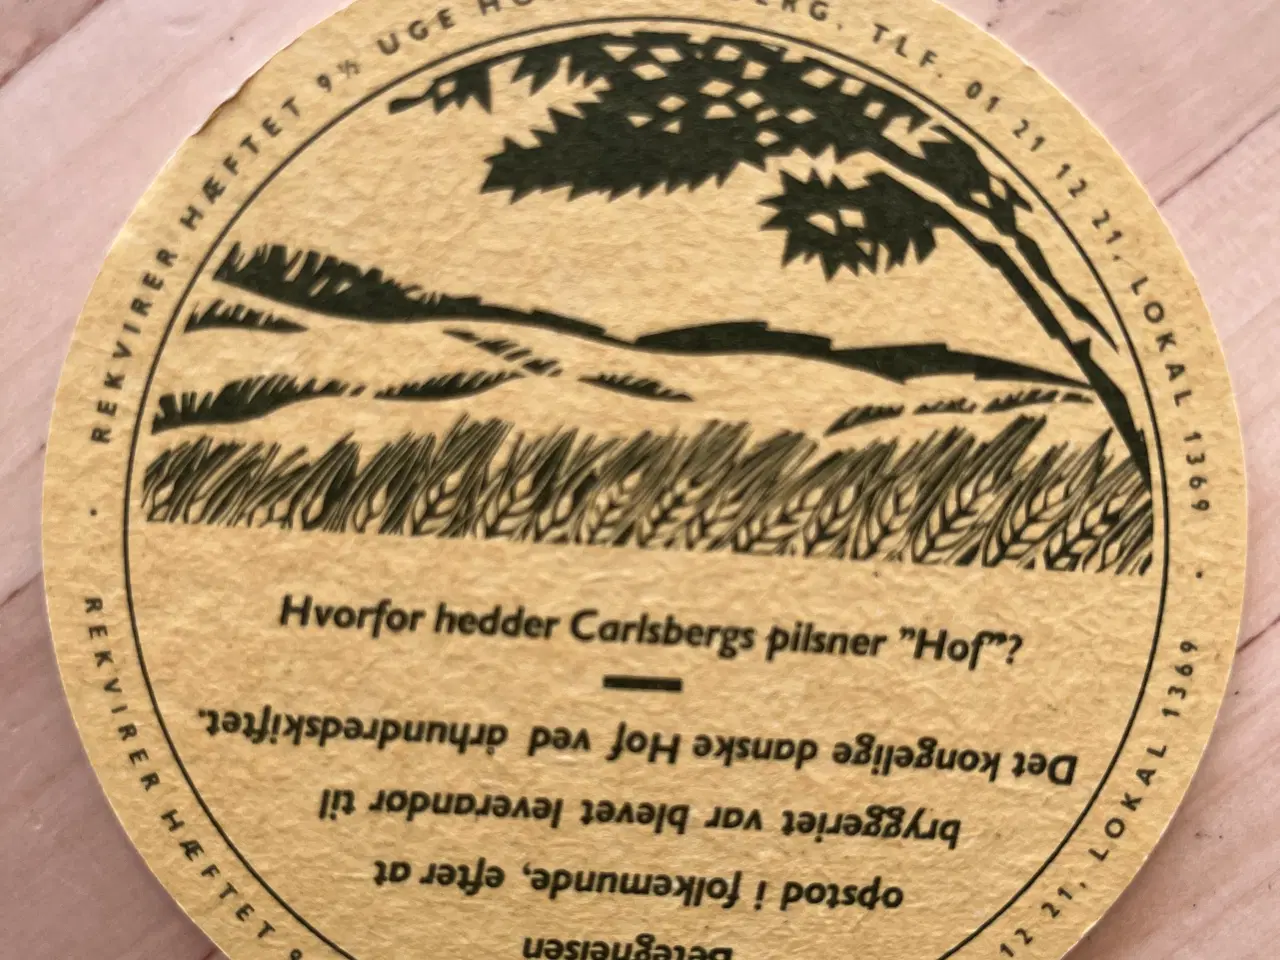 REKVIRER HÆFTET 9½ UGE
TLF. 01 21 12 21, LOKAL 1369
Hvorfor hedder Carlsbergs pilsner ”Hof”?
Betegnelsen
opstod i folkemunde, efter at
bryggeriet var blevet leverandør til
Det kongelige danske Hof ved århundredskiftet.
REKVIRER HÆFTET
12 21, LOKAL 1369